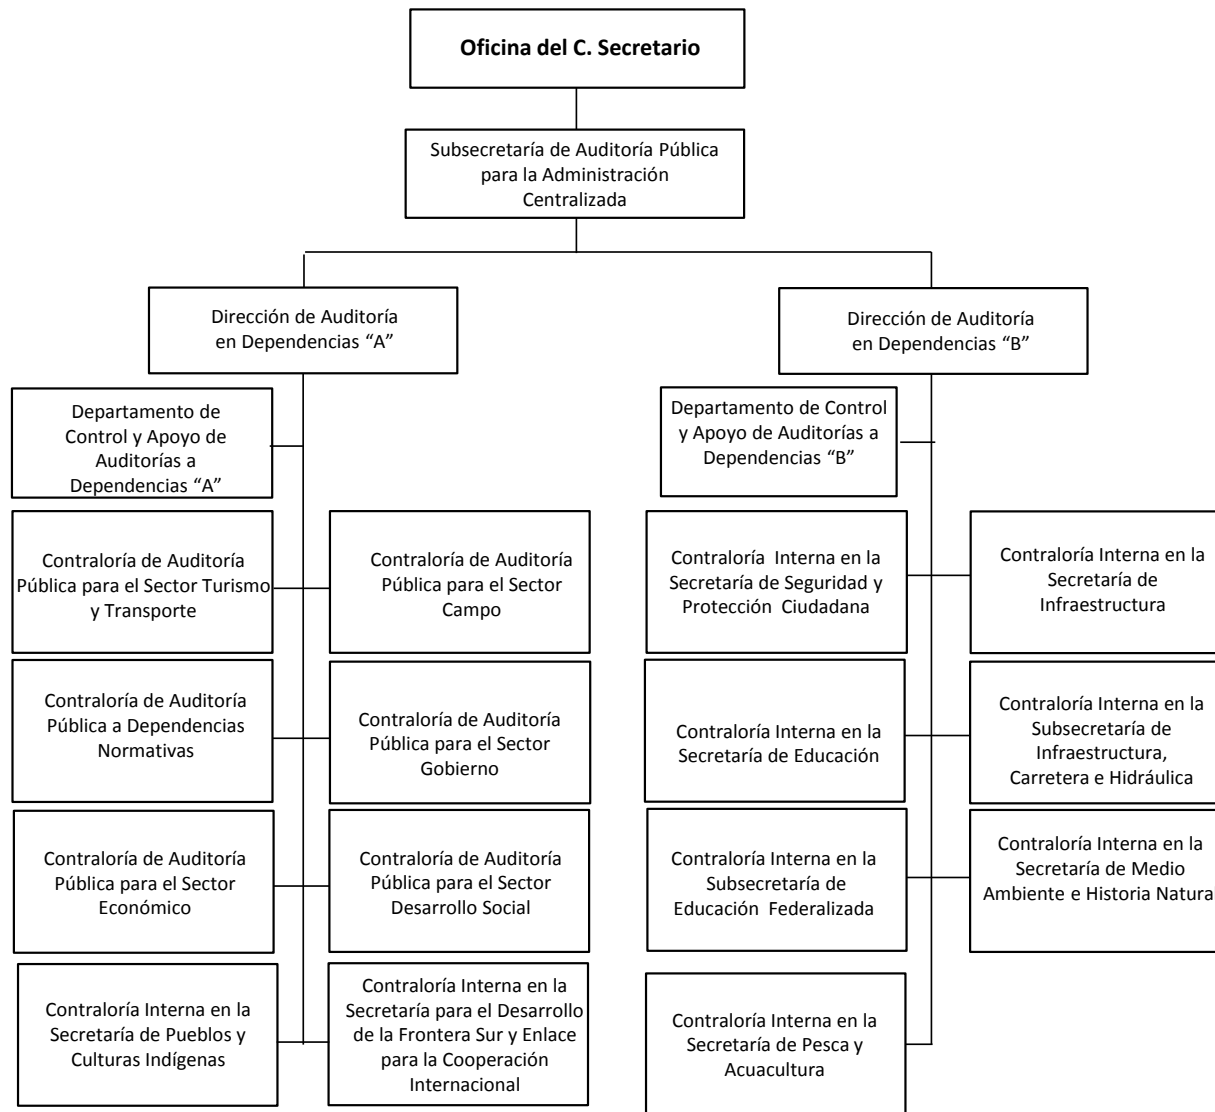 Oficina del C. Secretario
Subsecretaría de Auditoría Pública
para la Administración
Centralizada
Dirección de Auditoría
en Dependencias “A”
Dirección de Auditoría
en Dependencias “B”
Departamento de
Control y Apoyo de
Auditorías a
Dependencias “A”
Departamento de Control
y Apoyo de Auditorías a
Dependencias “B”
Contraloría de Auditoría
Pública para el Sector Turismo
y Transporte
Contraloría de Auditoría
Pública para el Sector
Campo
Contraloría Interna en la
Secretaría de Seguridad y
Protección Ciudadana
Contraloría Interna en la
Secretaría de
Infraestructura
Contraloría de Auditoría
Pública a Dependencias
Normativas
Contraloría de Auditoría
Pública para el Sector
Gobierno
Contraloría Interna en la
Secretaría de Educación
Contraloría Interna en la
Subsecretaría de
Infraestructura,
Carretera e Hidráulica
Contraloría de Auditoría
Pública para el Sector
Económico
Contraloría de Auditoría
Pública para el Sector
Desarrollo Social
Contraloría Interna en la
Subsecretaría de
Educación Federalizada
Contraloría Interna en la
Secretaría de Medio
Ambiente e Historia Natural
Contraloría Interna en la
Secretaría de Pueblos y
Culturas Indígenas
Contraloría Interna en la
Secretaría para el Desarrollo
de la Frontera Sur y Enlace
para la Cooperación
Internacional
Contraloría Interna en la
Secretaría de Pesca y
Acuacultura